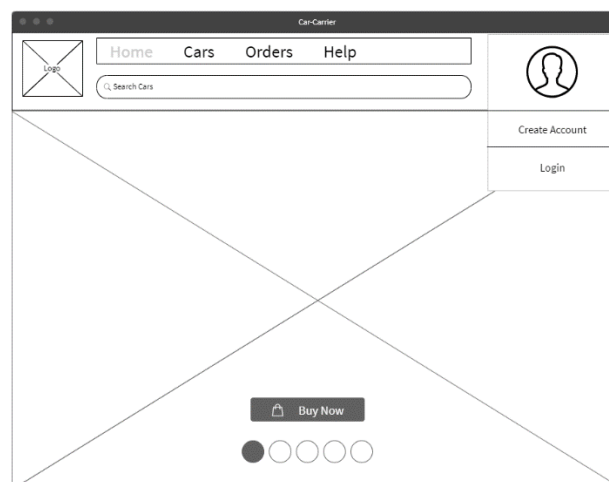 Car-Carrier
Logo
Home Cars Orders Help
Search Cars
Create Account
Login
Buy Now